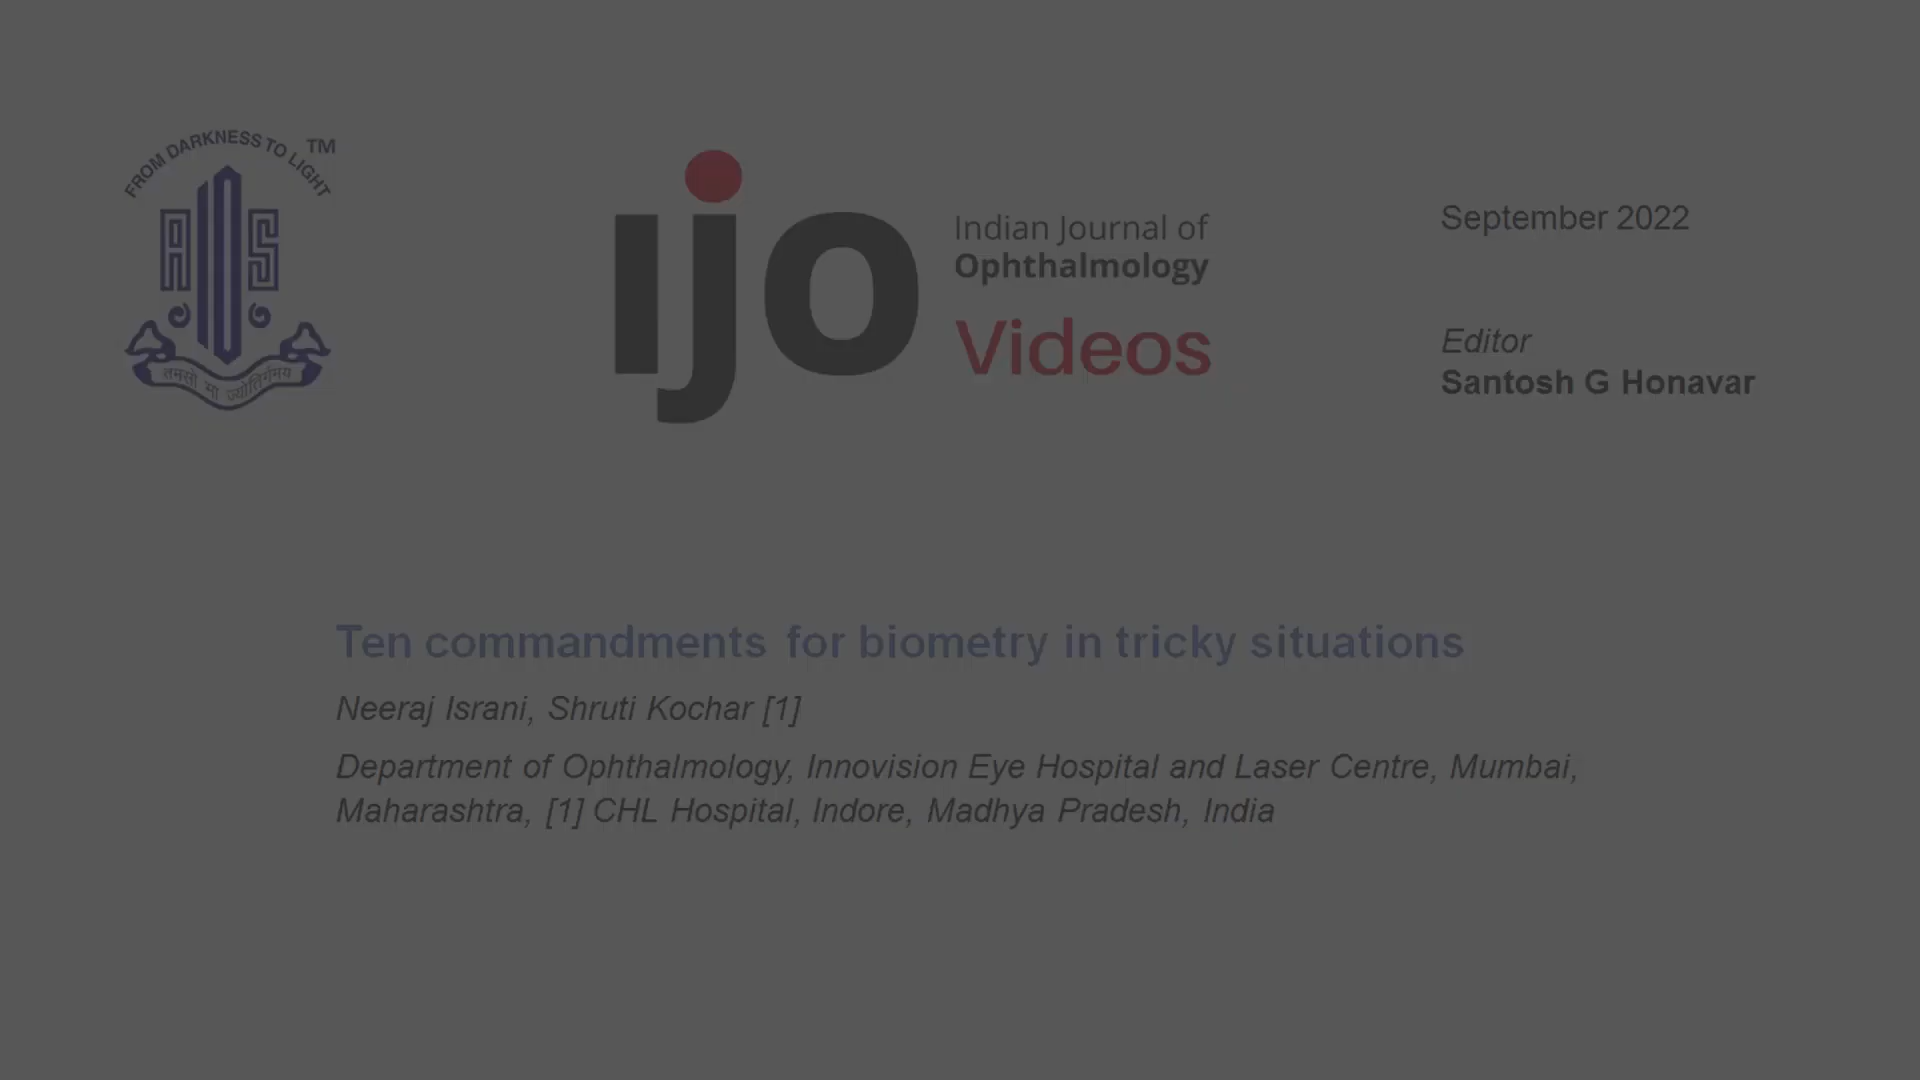 FROM DARKNESS TO LIGHT
TM
AIOS
तमसो मा ज्योतिर्गमय
ijo
Indian Journal of
Ophthalmology
Videos
September 2022
Editor
Santosh G Honavar
Ten commandments for biometry in tricky situations
Neeraj Israni, Shruti Kochar [1]
Department of Ophthalmology, Innovision Eye Hospital and Laser Centre, Mumbai,
Maharashtra, [1] CHL Hospital, Indore, Madhya Pradesh, India